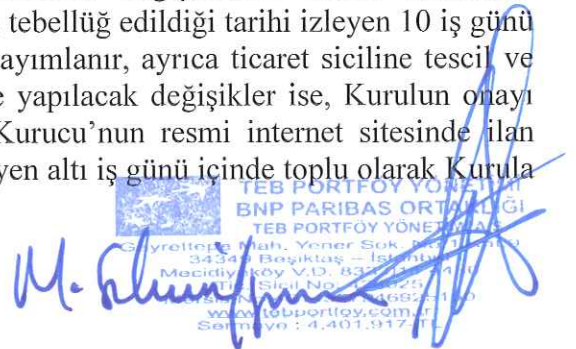 tebellüğ edildiği tarihi izleyen 10 iş günü
ayımlanır, ayrıca ticaret siciline tescil ve
yapılacak değişikler ise, Kurulun onayı
Kurucu'nun resmi internet sitesinde ilan
yen altı iş günü içinde toplu olarak Kurula
TEB PORTFÖY YÖNETİMİ
BNP PARIBAS ORTAKLIĞI
TEB PORTFÖY YÖNETİMİ
Gayrettepe Mah. Yener Sok.
34349 Beşiktaş – İstanbul
Mecidiyeköy V.D.
Sicil No.
www.tebportfoy.com.tr
Sermaye : 4.401.917-TL